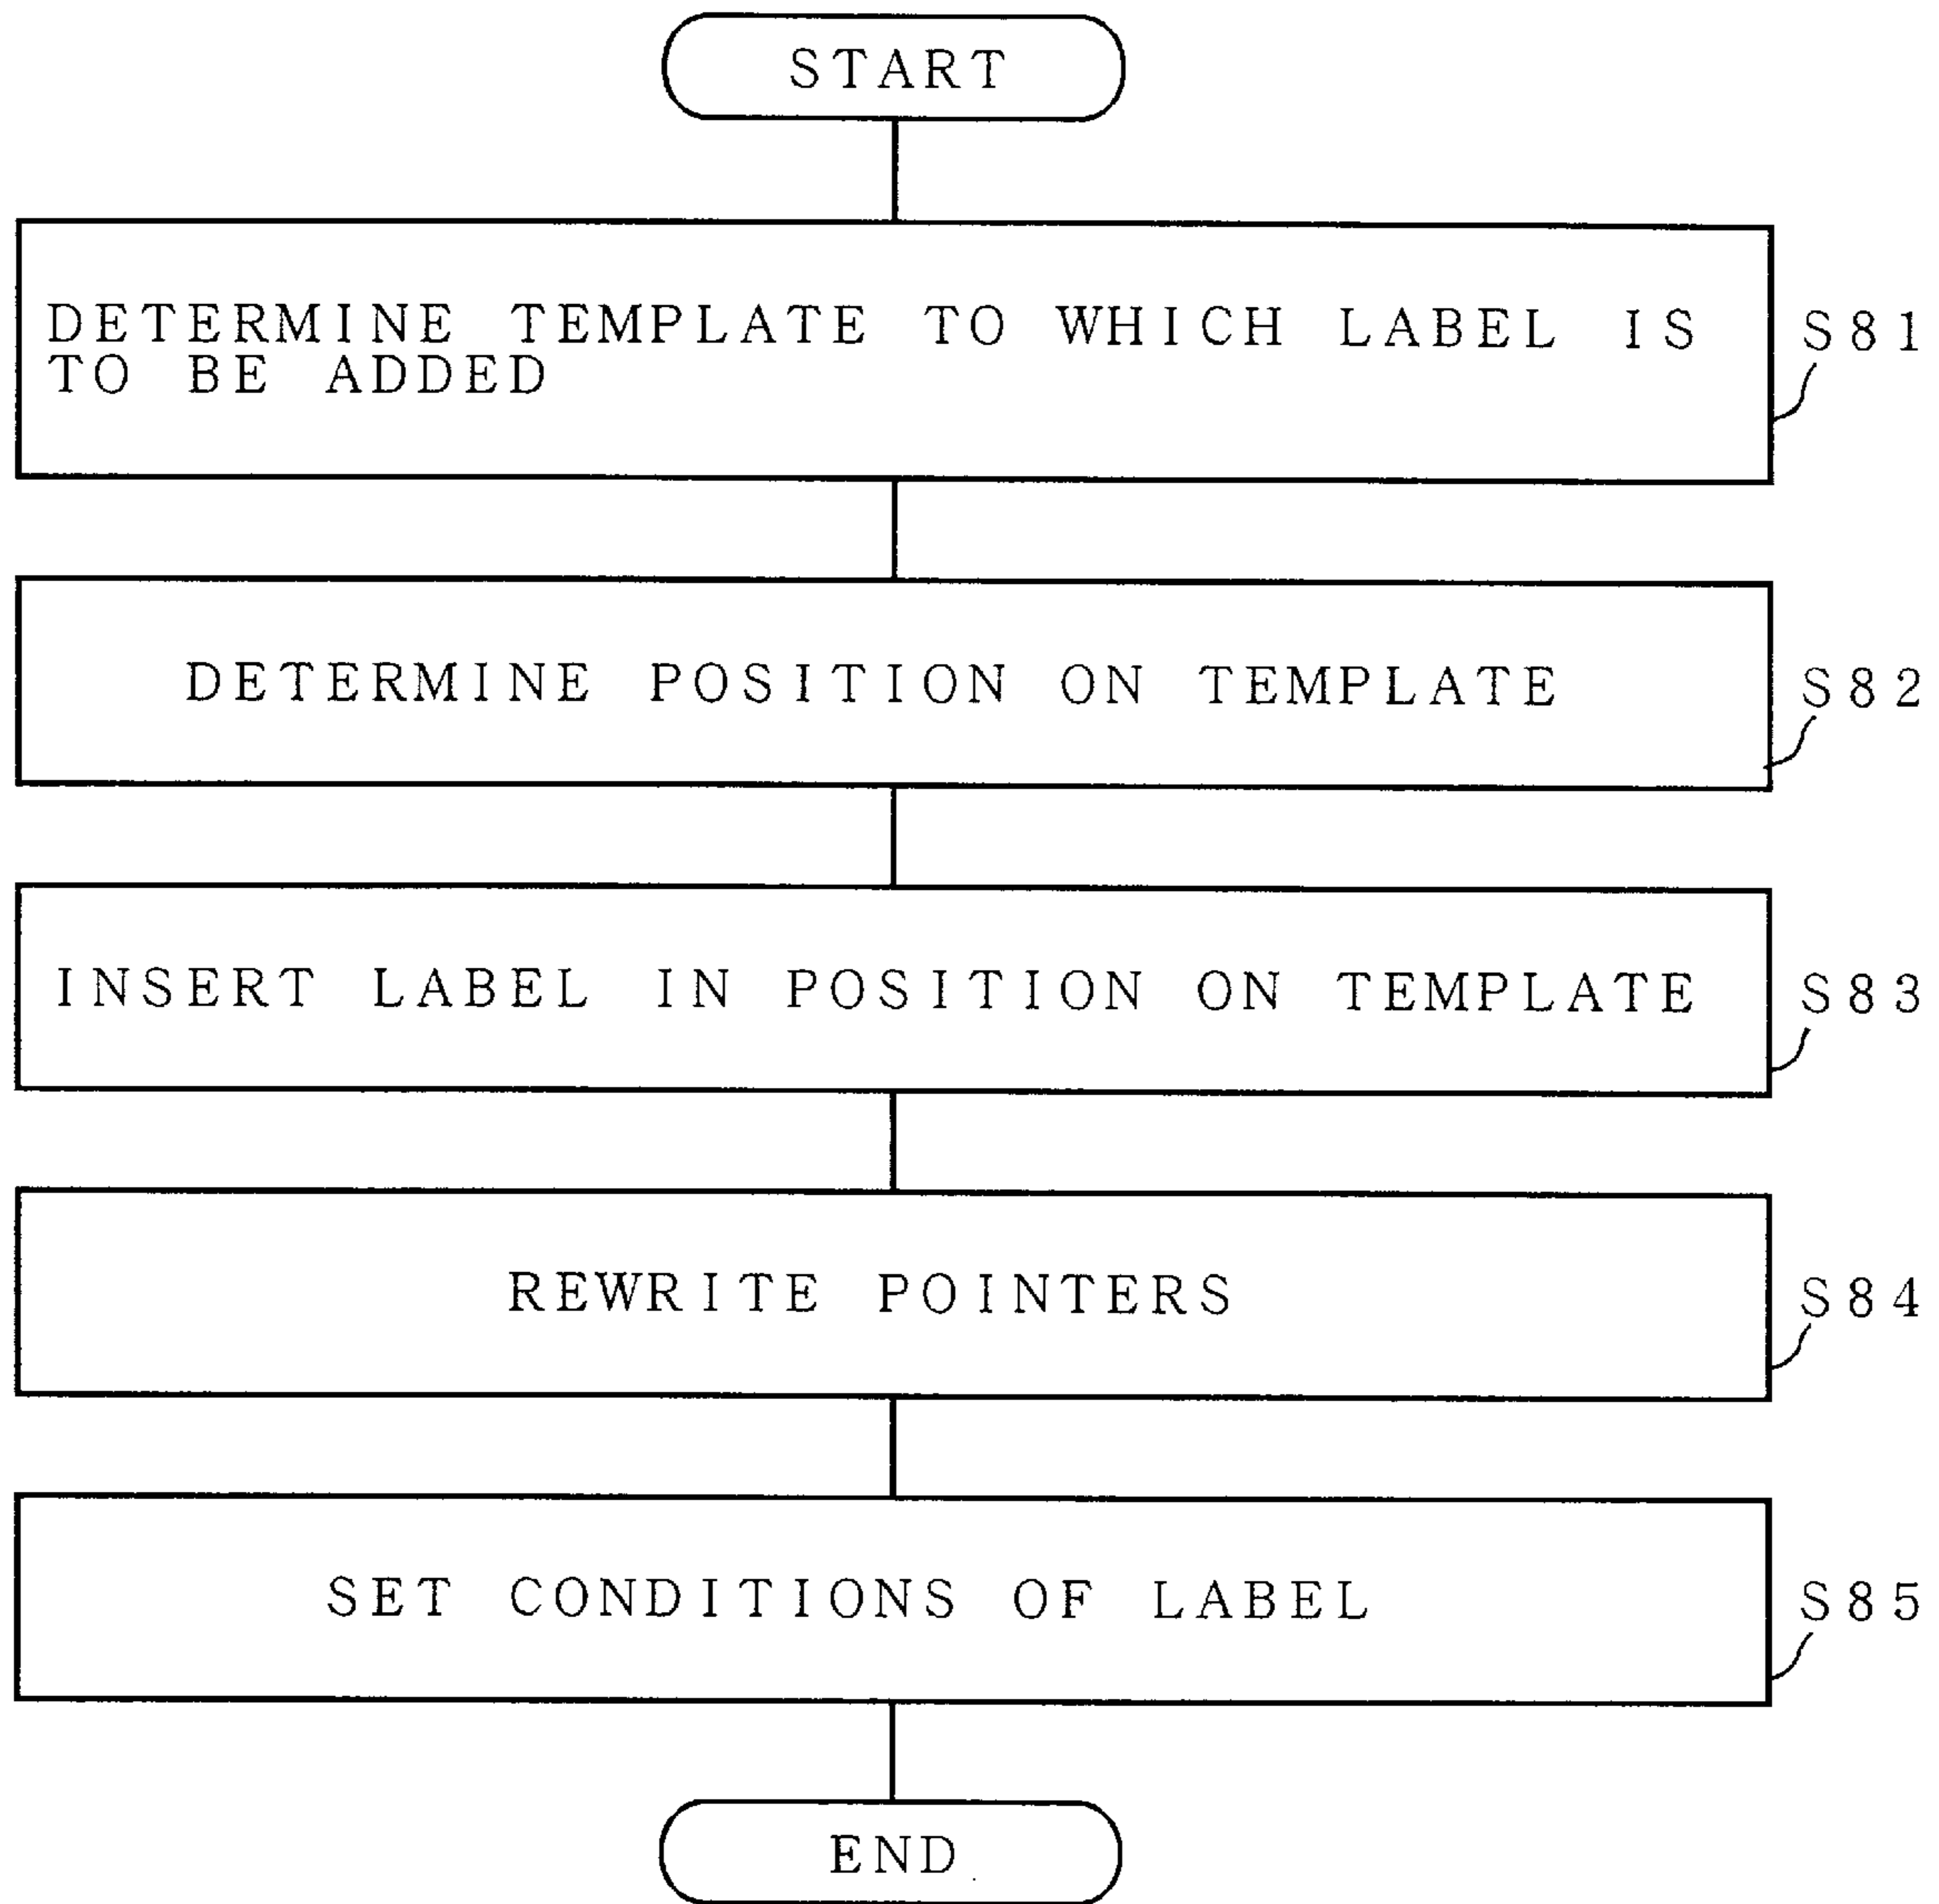 START
DETERMINE TEMPLATE TO WHICH LABEL IS
TO BE ADDED
S81
DETERMINE POSITION ON TEMPLATE
S82
INSERT LABEL IN POSITION ON TEMPLATE
S83
REWRITE POINTERS
S84
SET CONDITIONS OF LABEL
S85
END